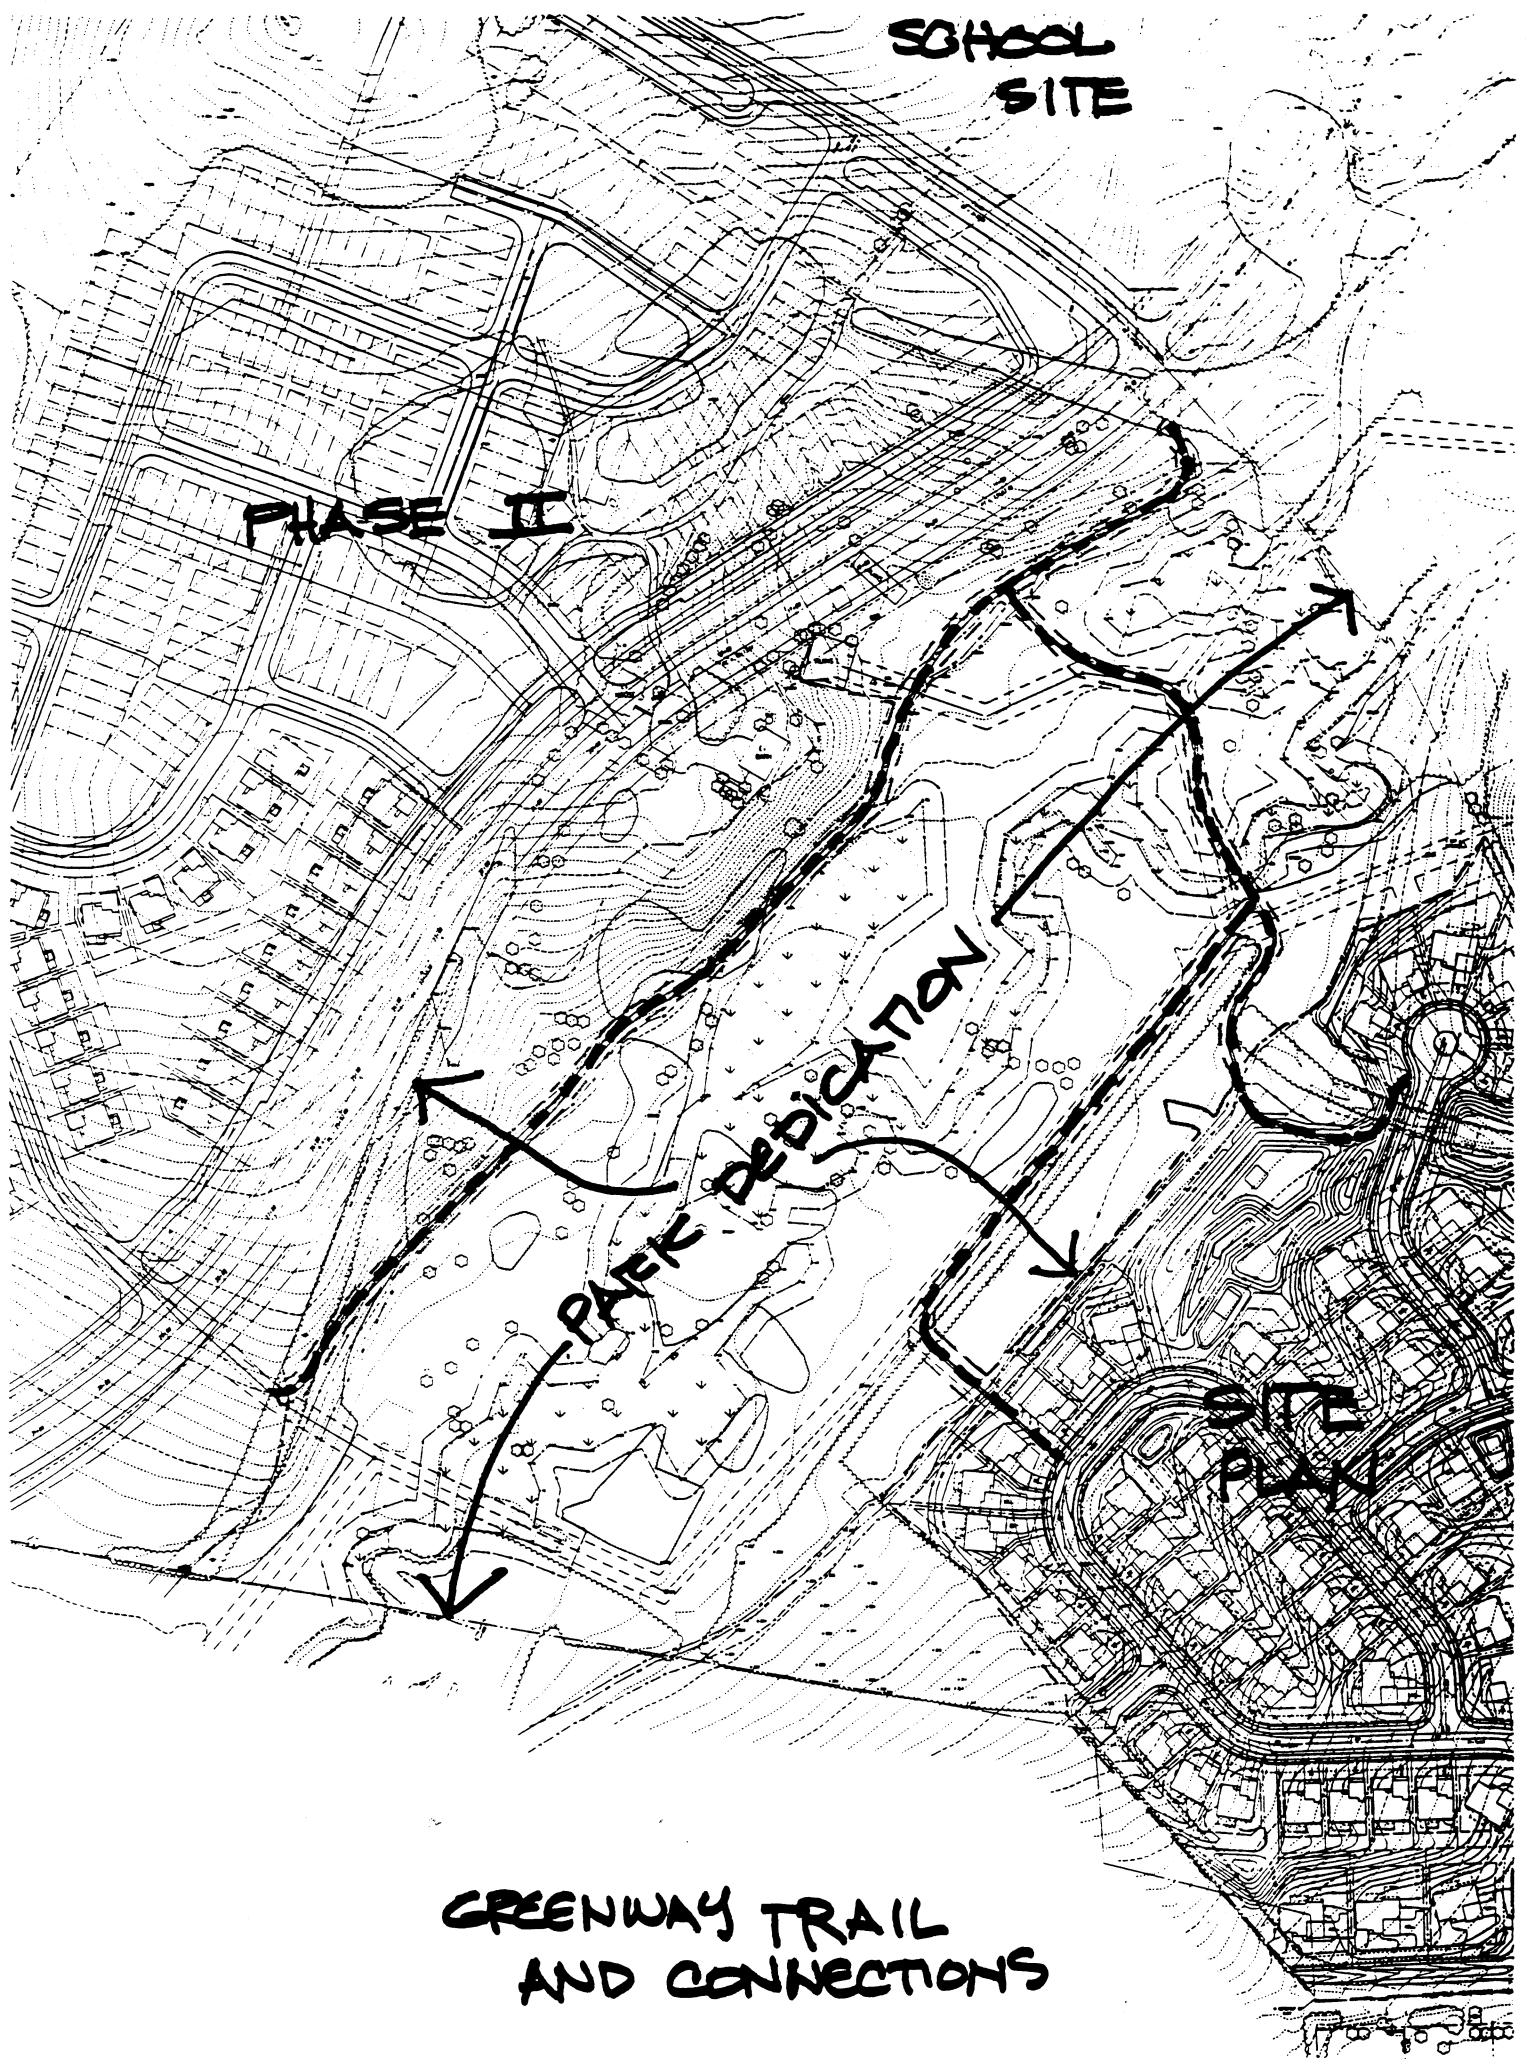 SCHOOL
SITE
PHASE II
PARK DEDICATION
SITE
PLAN
GREENWAY TRAIL
AND CONNECTIONS